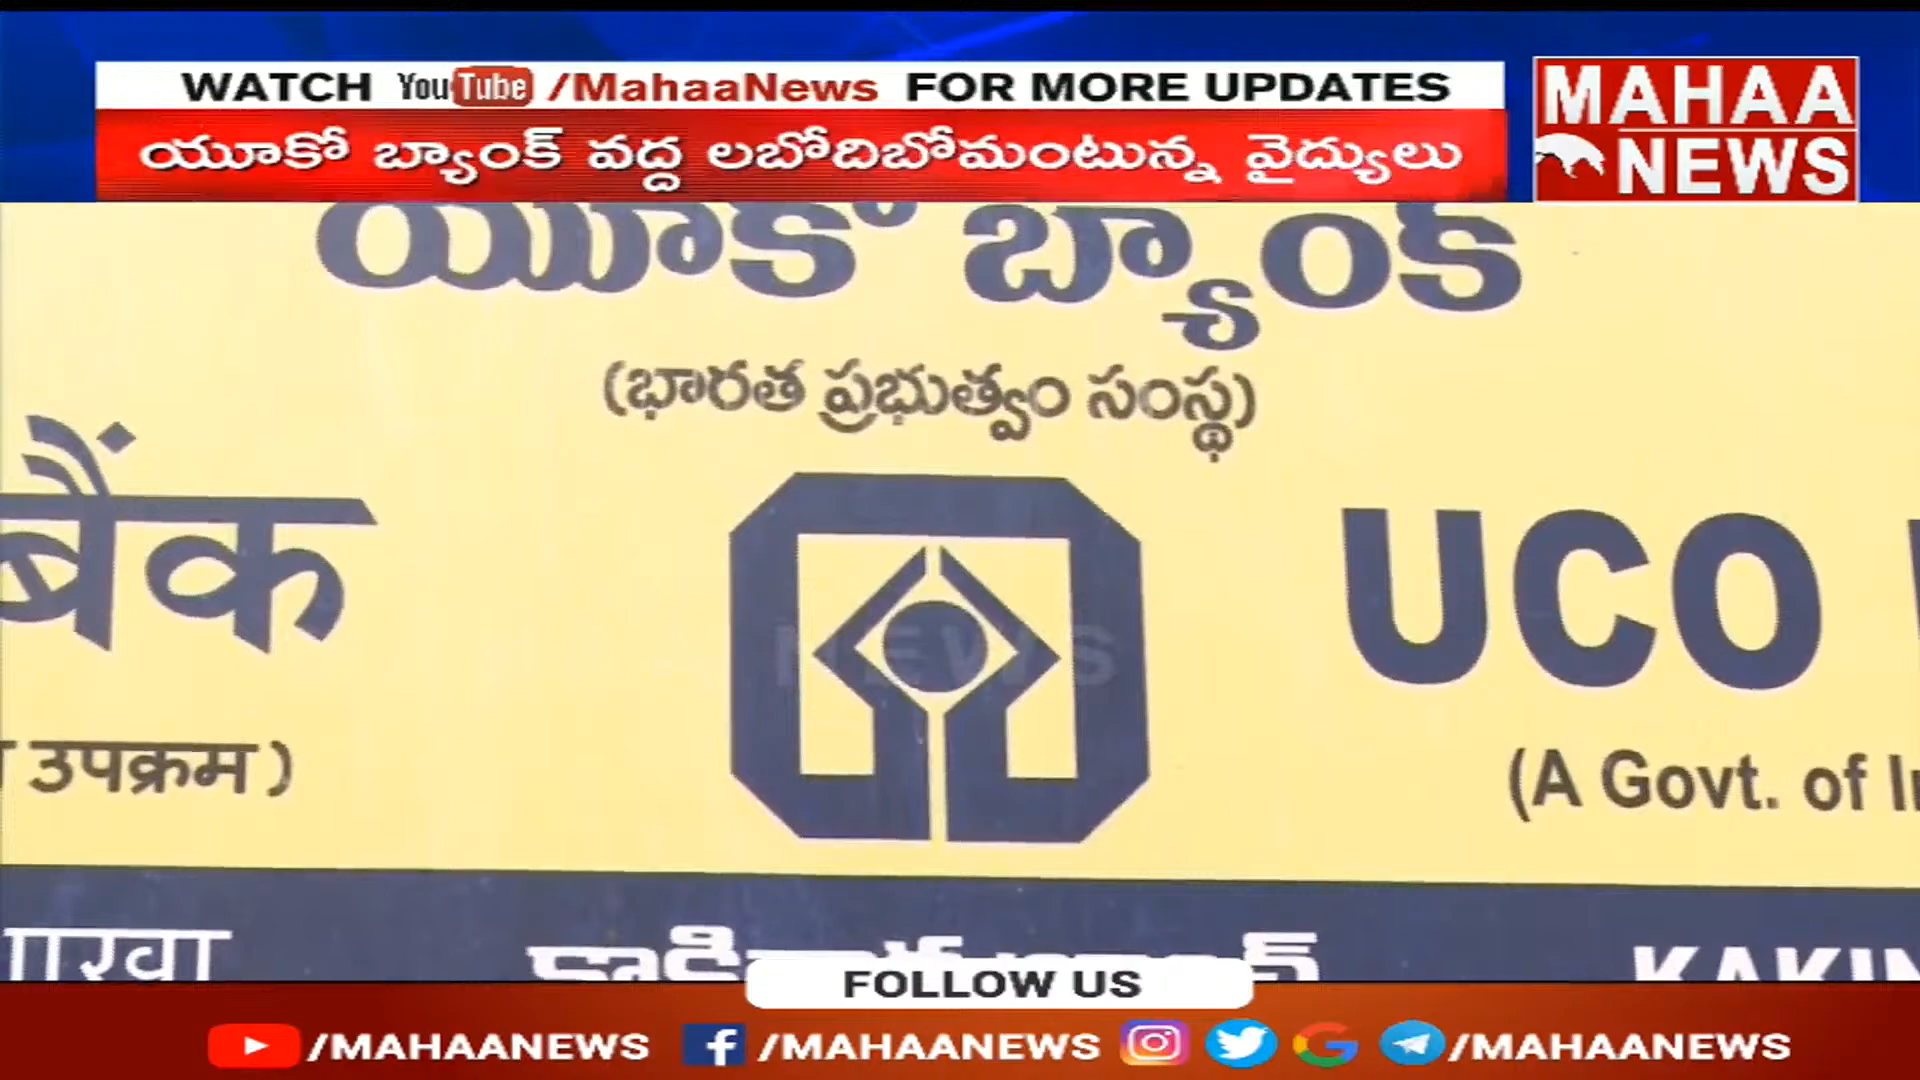 WATCH YouTube /MahaaNews FOR MORE UPDATES
MAHAA
NEWS
యూకో బ్యాంక్ వద్ద లబోదిబోమంటున్న వైద్యులు
యూకో బ్యాంక్
(భారత ప్రభుత్వం సంస్థ)
बैंक
UCO
NEWS
उपक्रम)
(A Govt. of
FOLLOW US
/MAHAANEWS /MAHAANEWS /MAHAANEWS